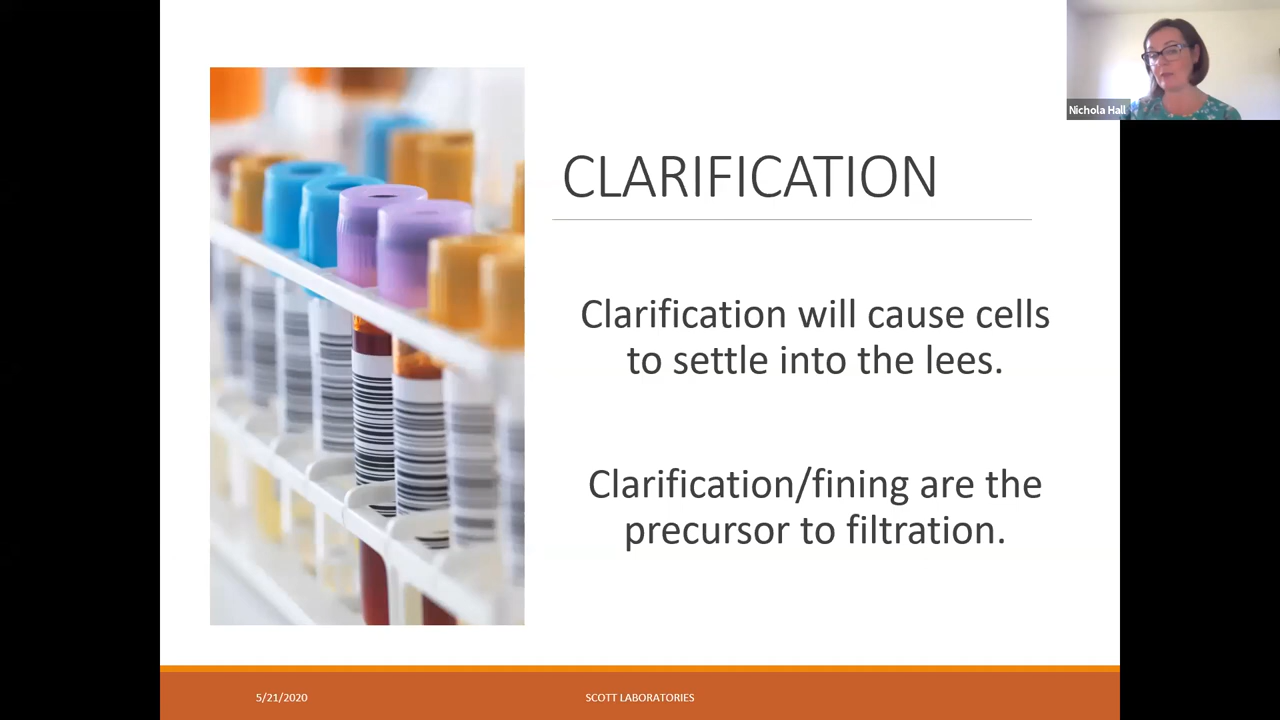 Nichola Hall
CLARIFICATION
Clarification will cause cells
to settle into the lees.
Clarification/fining are the
precursor to filtration.
5/21/2020
SCOTT LABORATORIES